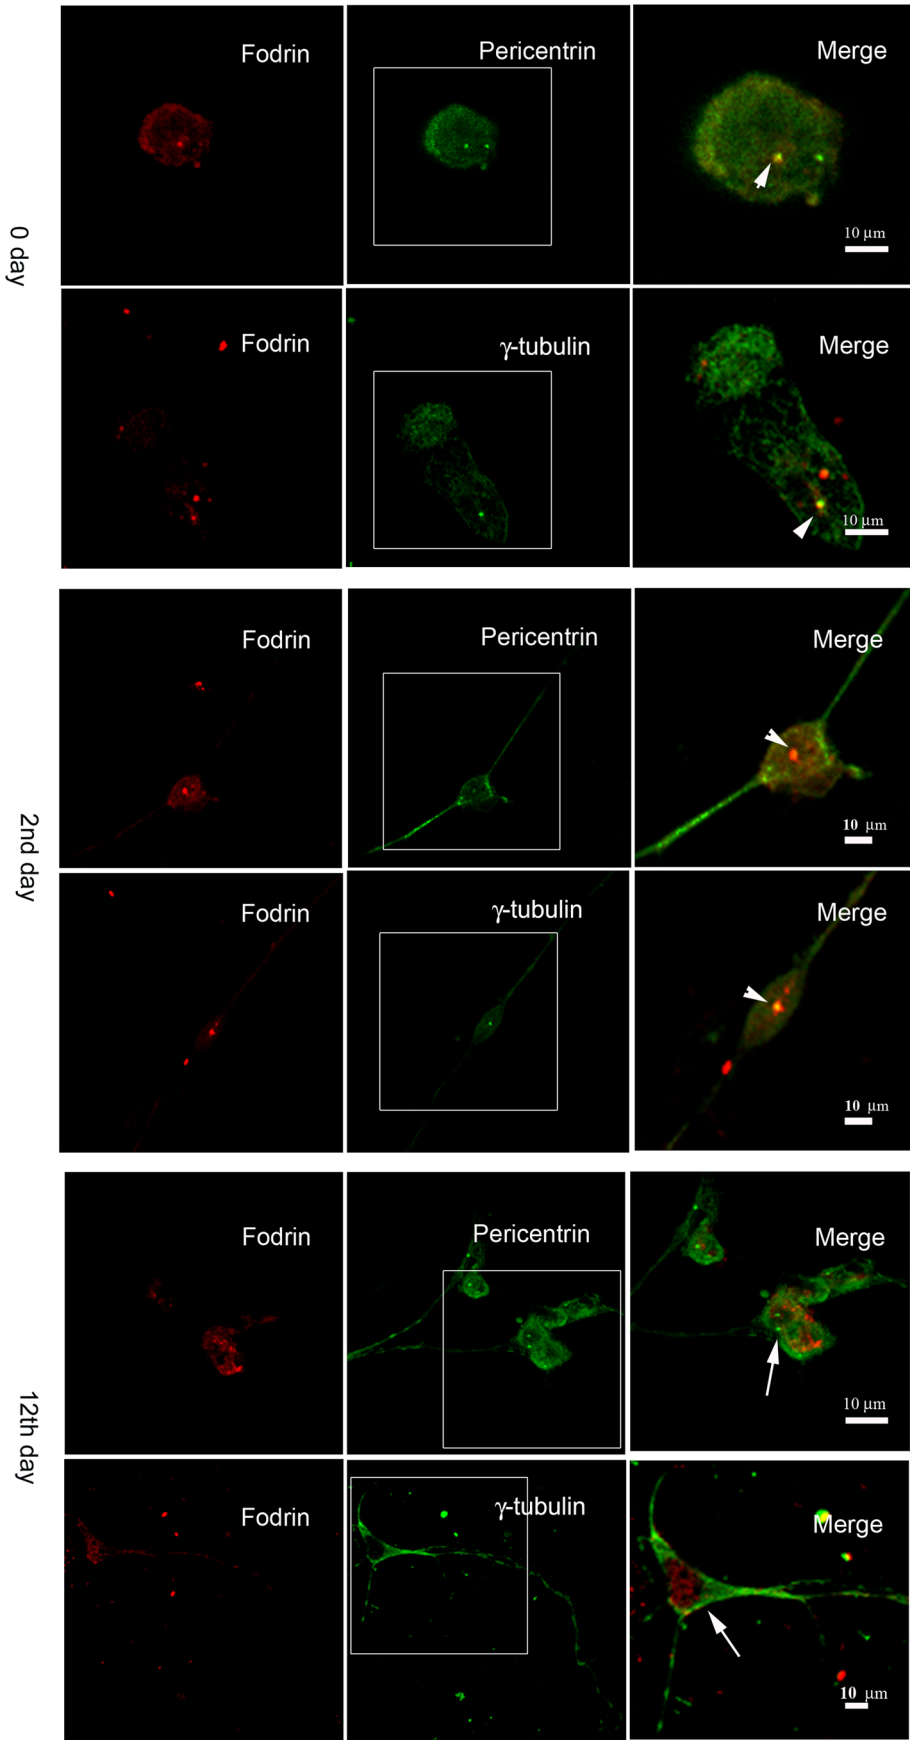 0 day
Fodrin
Pericentrin
Merge
10 µm
Fodrin
γ-tubulin
Merge
10 µm
2nd day
Fodrin
Pericentrin
Merge
10 µm
Fodrin
γ-tubulin
Merge
10 µm
12th day
Fodrin
Pericentrin
Merge
10 µm
Fodrin
γ-tubulin
Merge
10 µm